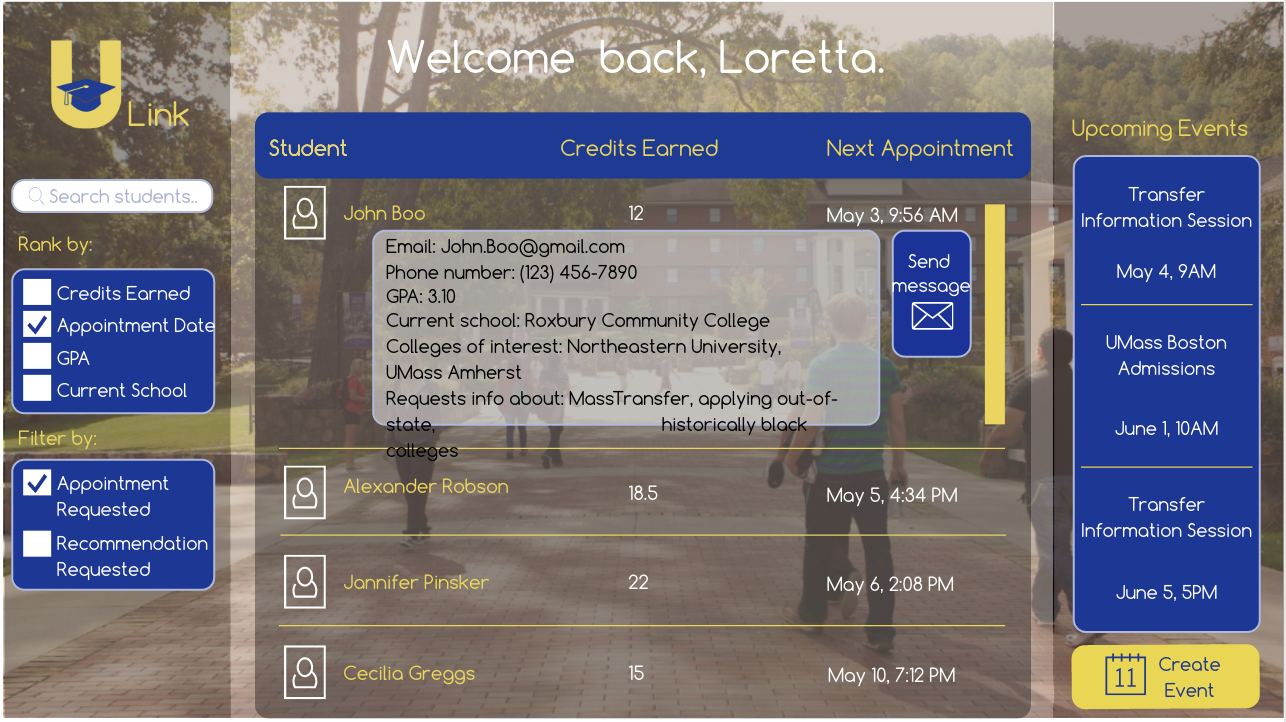 U
Link
Search students..
Rank by:
Credits Earned
Appointment Date
GPA
Current School
Filter by:
Appointment
Requested
Recommendation
Requested
Welcome back, Loretta.
Student Credits Earned Next Appointment
John Boo 12 May 3, 9:56 AM
Email: John.Boo@gmail.com
Phone number: (123) 456-7890
GPA: 3.10
Current school: Roxbury Community College
Colleges of interest: Northeastern University,
UMass Amherst
Requests info about: MassTransfer, applying out-of-
state, historically black
colleges
Send
message
Alexander Robson 18.5 May 5, 4:34 PM
Jannifer Pinsker 22 May 6, 2:08 PM
Cecilia Greggs 15 May 10, 7:12 PM
Upcoming Events
Transfer
Information Session
May 4, 9AM
UMass Boston
Admissions
June 1, 10AM
Transfer
Information Session
June 5, 5PM
11
Create
Event